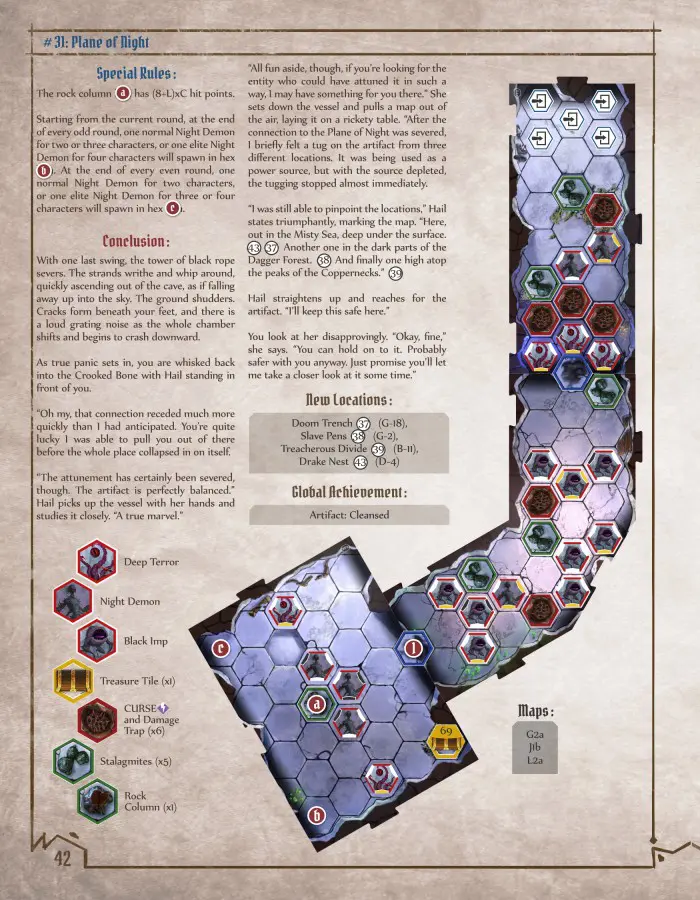 #31: Plane of Night
Special Rules:
The rock column a has (8+L)xC hit points.
Starting from the current round, at the end
of every odd round, one normal Night Demon
for two or three characters, or one elite Night
Demon for four characters will spawn in hex
b. At the end of every even round, one
normal Night Demon for two characters,
or one elite Night Demon for three or four
characters will spawn in hex c).
Conclusion:
With one last swing, the tower of black rope
severs. The strands writhe and whip around,
quickly ascending out of the cave, as if falling
away up into the sky. The ground shudders.
Cracks form beneath your feet, and there is
a loud grating noise as the whole chamber
shifts and begins to crash downward.
As true panic sets in, you are whisked back
into the Crooked Bone with Hail standing in
front of you.
“Oh my, that connection receded much more
quickly than I had anticipated. You’re quite
lucky I was able to pull you out of there
before the whole place collapsed in on itself.
“The attunement has certainly been severed,
though. The artifact is perfectly balanced.”
Hail picks up the vessel with her hands and
studies it closely. “A true marvel.”
“All fun aside, though, if you’re looking for the
entity who could have attuned it in such a
way, I may have something for you there.” She
sets down the vessel and pulls a map out of
the air, laying it on a rickety table. “After the
connection to the Plane of Night was severed,
I briefly felt a tug on the artifact from three
different locations. It was being used as a
power source, but with the source depleted,
the tugging stopped almost immediately.
“I was still able to pinpoint the locations,” Hail
states triumphantly, marking the map. “Here,
out in the Misty Sea, deep under the surface.
43 37 Another one in the dark parts of the
Dagger Forest. 38 And finally one high atop
the peaks of the Coppernecks.” 39
Hail straightens up and reaches for the
artifact. “I’ll keep this safe here.”
You look at her disapprovingly. “Okay, fine,”
she says. “You can hold on to it. Probably
safer with you anyway. Just promise you’ll let
me take a closer look at it some time.”
New Locations:
Doom Trench 37 (G-18),
Slave Pens 38 (G-2),
Treacherous Divide 39 (B-11),
Drake Nest 43 (D-4)
Global Achievement:
Artifact: Cleansed
Deep Terror
Night Demon
Black Imp
Treasure Tile (x1)
CURSE
and Damage
Trap (x6)
Stalagmites (x5)
Rock
Column (x1)
c
1
a
69
b
Maps:
G2a
J1b
L2a
42